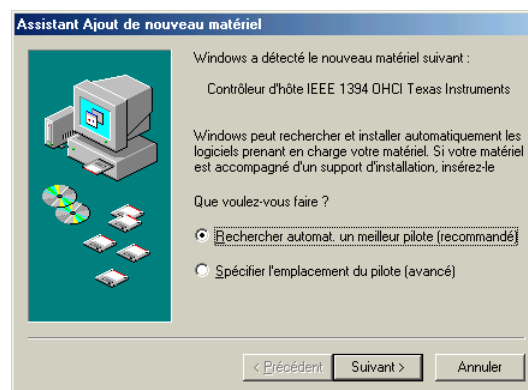 Assistant Ajout de nouveau matériel
Windows a détecté le nouveau matériel suivant :
Contrôleur d'hôte IEEE 1394 OHCI Texas Instruments
Windows peut rechercher et installer automatiquement les
logiciels prenant en charge votre matériel. Si votre matériel
est accompagné d'un support d'installation, insérez-le
Que voulez-vous faire ?
Rechercher automat. un meilleur pilote (recommandé)
Spécifier l'emplacement du pilote (avancé)
< Précédent
Suivant >
Annuler